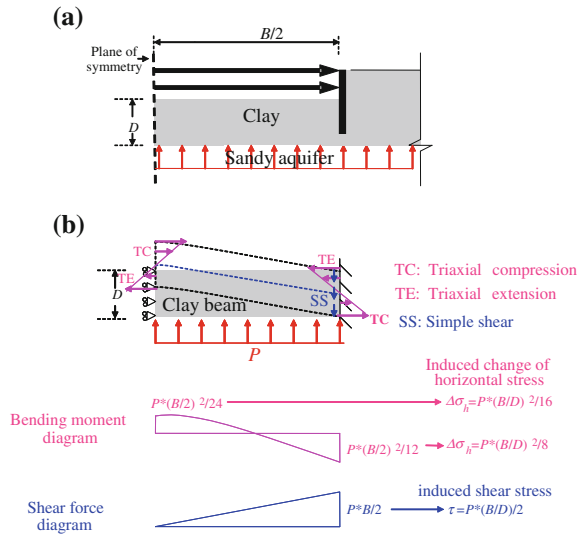 (a)
B/2
Plane of
symmetry
D
Clay
Sandy aquifer
(b)
TC
TE
TE
D
SS
Clay beam
TC
P
TC: Triaxial compression
TE: Triaxial extension
SS: Simple shear
Induced change of
horizontal stress
Bending moment
diagram
P*(B/2) ²/24
Δσₕ=P*(B/D) ²/16
P*(B/2) ²/12
Δσₕ=P*(B/D) ²/8
Shear force
diagram
P*B/2
induced shear stress
τ=P*(B/D)/2